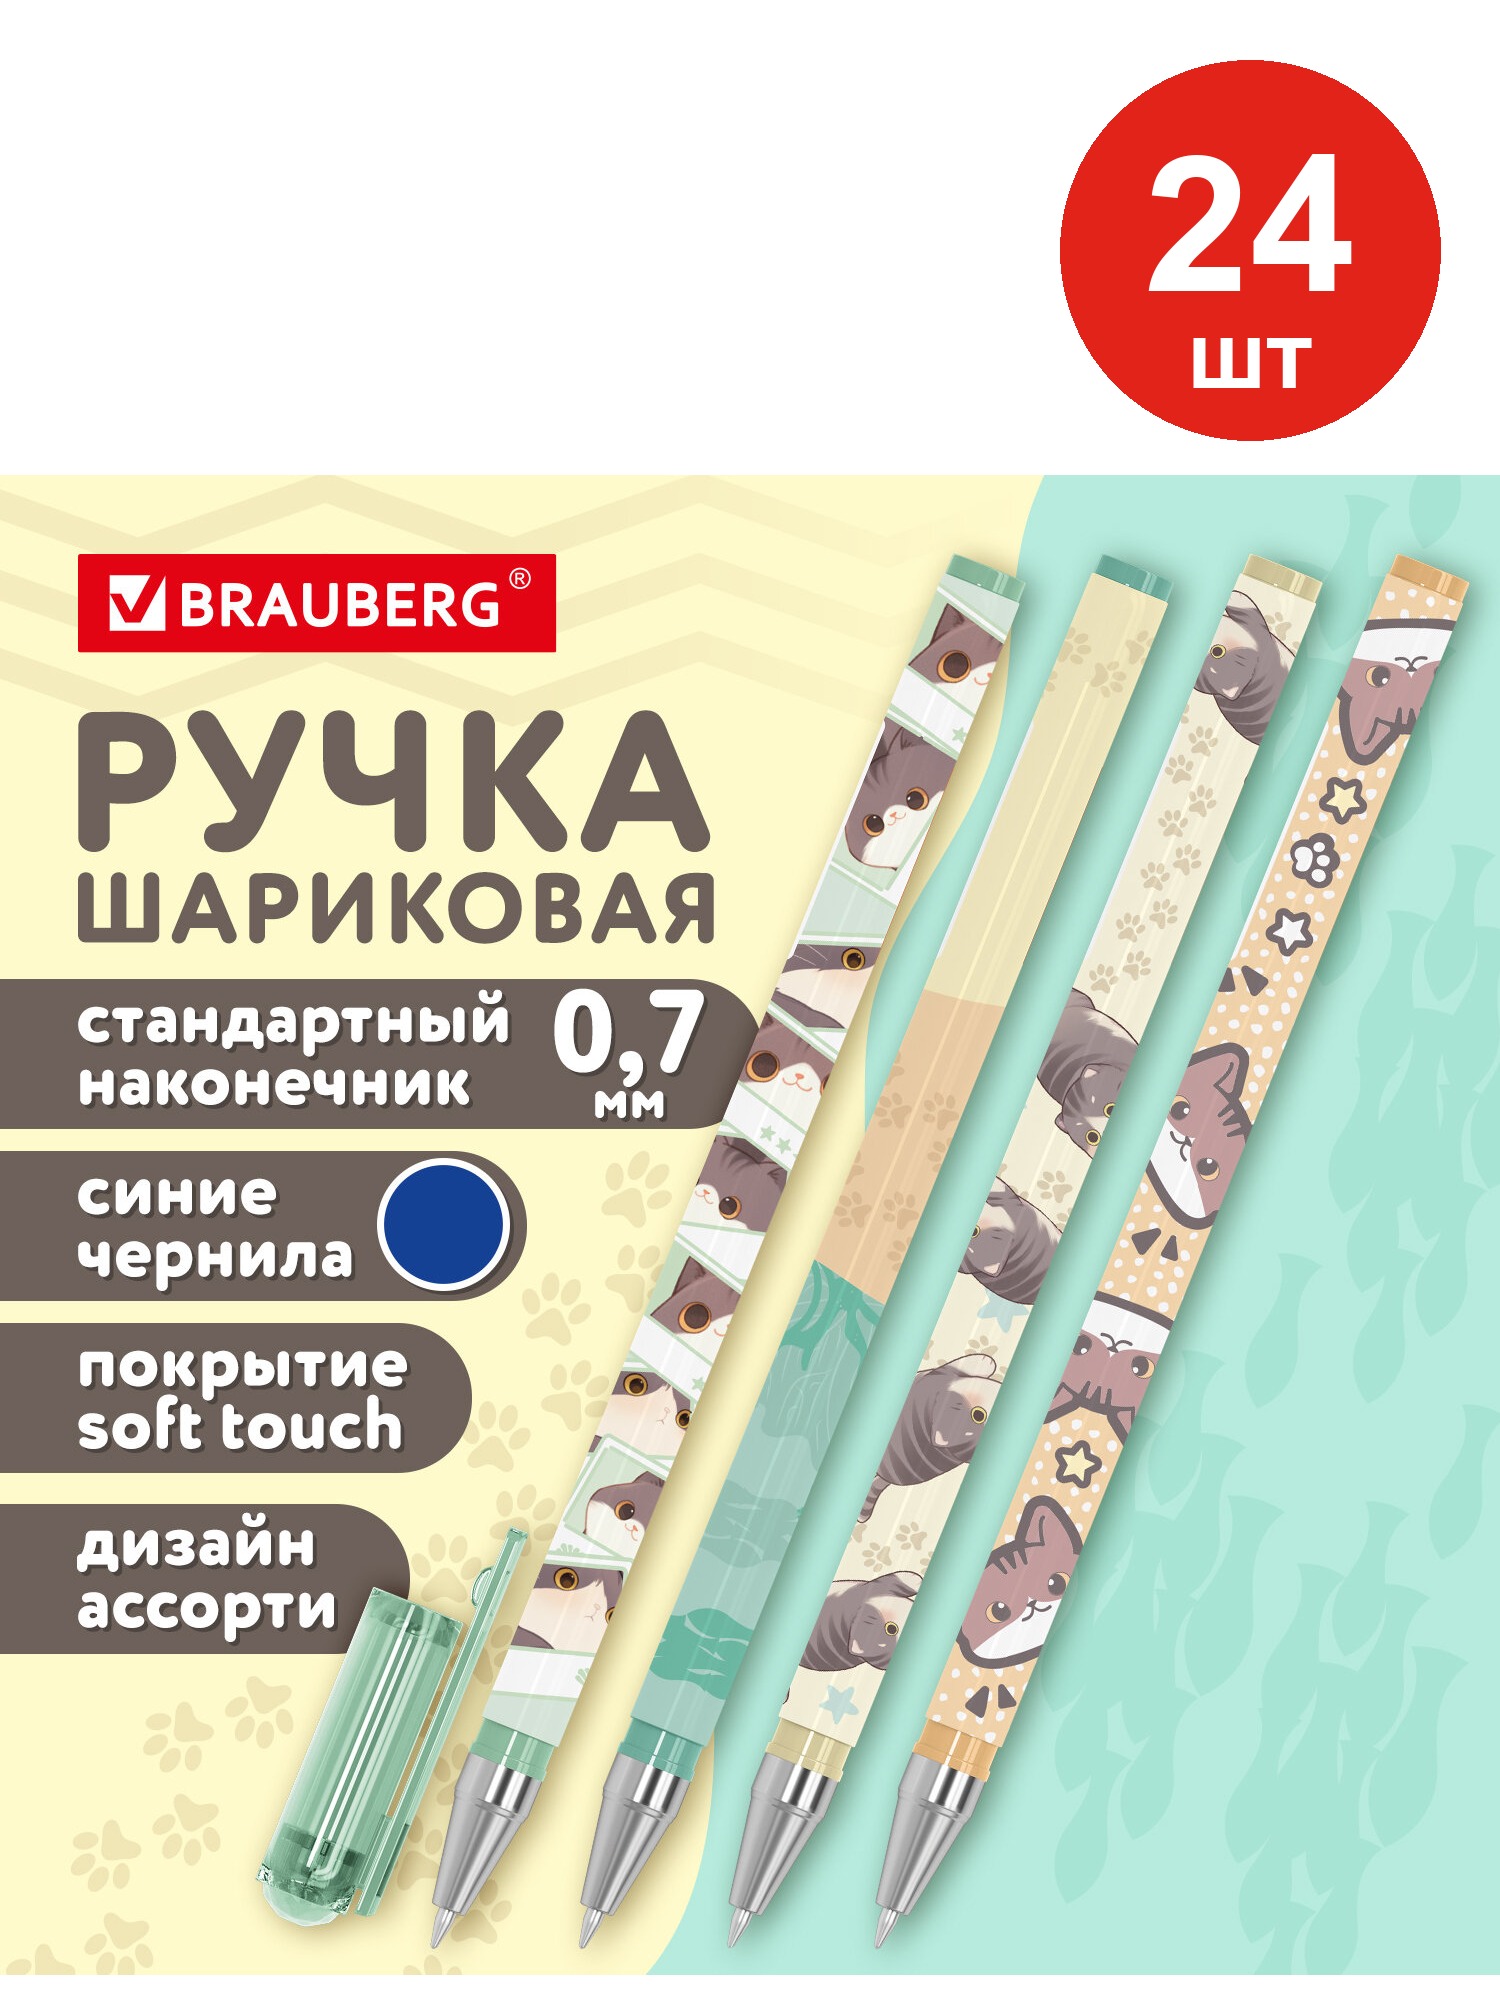 24
шт
BRAUBERG®
РУЧКА
ШАРИКОВАЯ
стандартный
наконечник
0,7
мм
синие
чернила
покрытие
soft touch
дизайн
ассорти